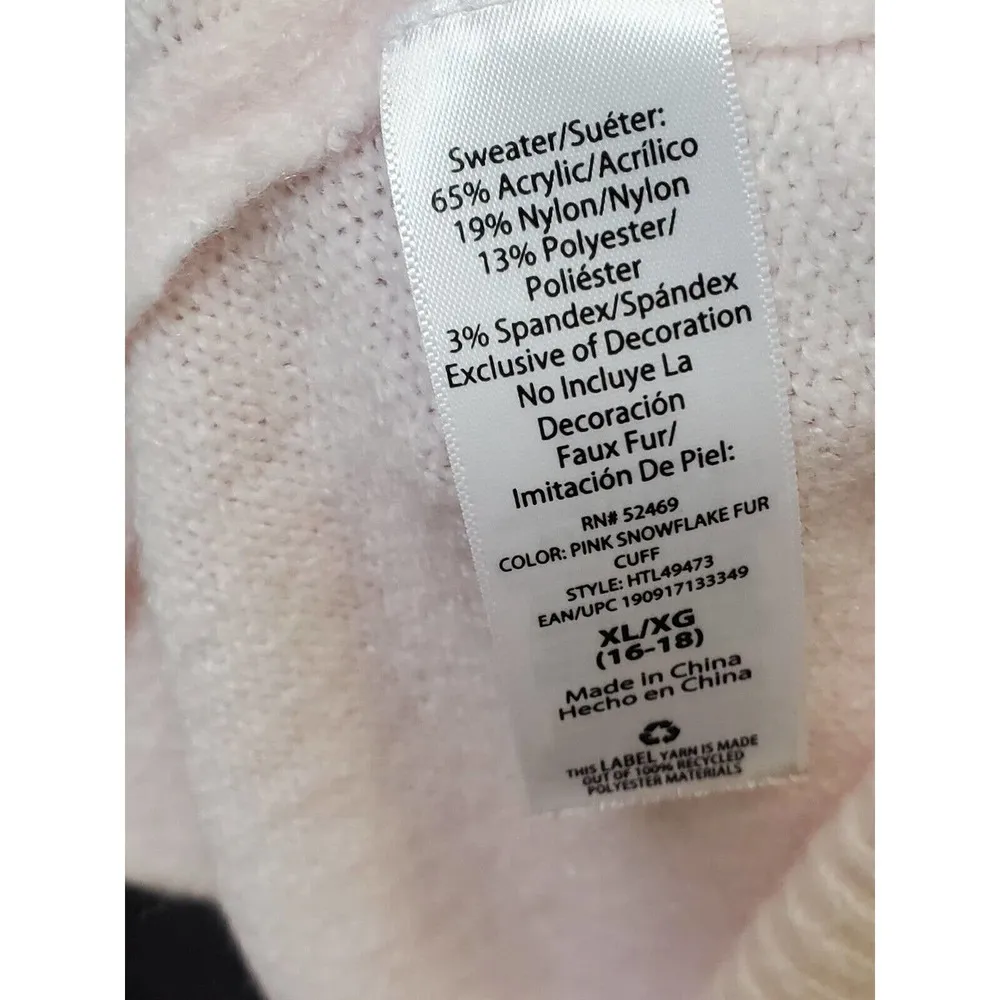 Sweater/Suéter:
65% Acrylic/Acrílico
19% Nylon/Nylon
13% Polyester/
Poliéster
3% Spandex/Spándex
Exclusive of Decoration
No Incluye La
Decoración
Faux Fur/
Imitación De Piel:
RN# 52469
COLOR: PINK SNOWFLAKE FUR
CUFF
STYLE: HTL49473
EAN/UPC 190917133349
XL/XG
(16-18)
Made in China
Hecho en China
THIS LABEL YARN IS MADE
OUT OF 100% RECYCLED
POLYESTER MATERIALS